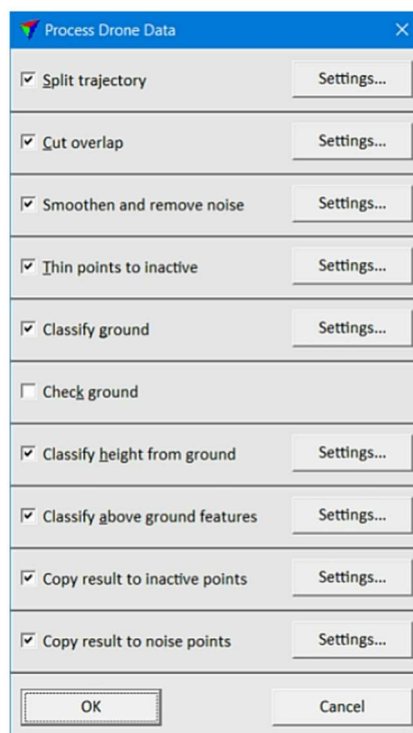 Process Drone Data
Split trajectory Settings...
Cut overlap Settings...
Smoothen and remove noise Settings...
Thin points to inactive Settings...
Classify ground Settings...
Check ground
Classify height from ground Settings...
Classify above ground features Settings...
Copy result to inactive points Settings...
Copy result to noise points Settings...
OK Cancel